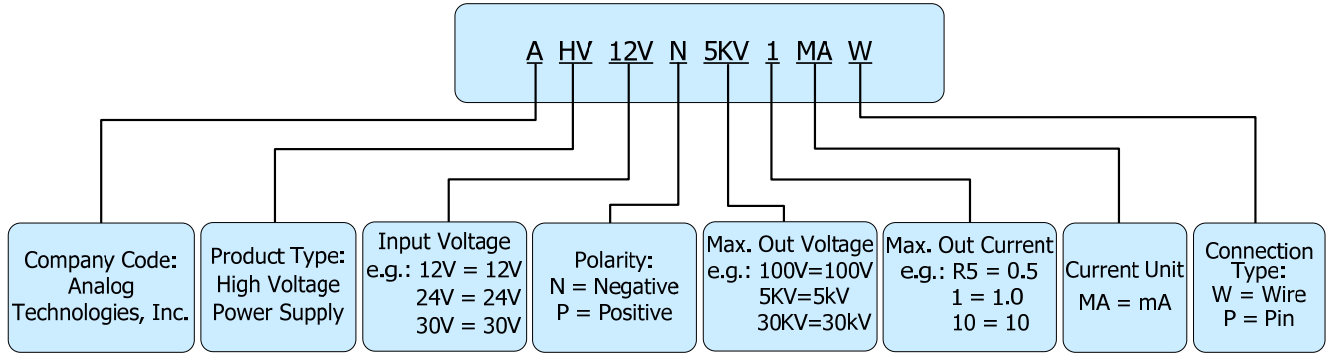 A HV 12V N 5KV 1 MA W
Company Code:
Analog
Technologies, Inc.
Product Type:
High Voltage
Power Supply
Input Voltage
e.g.: 12V = 12V
24V = 24V
30V = 30V
Polarity:
N = Negative
P = Positive
Max. Out Voltage
e.g.: 100V=100V
5KV=5kV
30KV=30kV
Max. Out Current
e.g.: R5 = 0.5
1 = 1.0
10 = 10
Current Unit
MA = mA
Connection
Type:
W = Wire
P = Pin